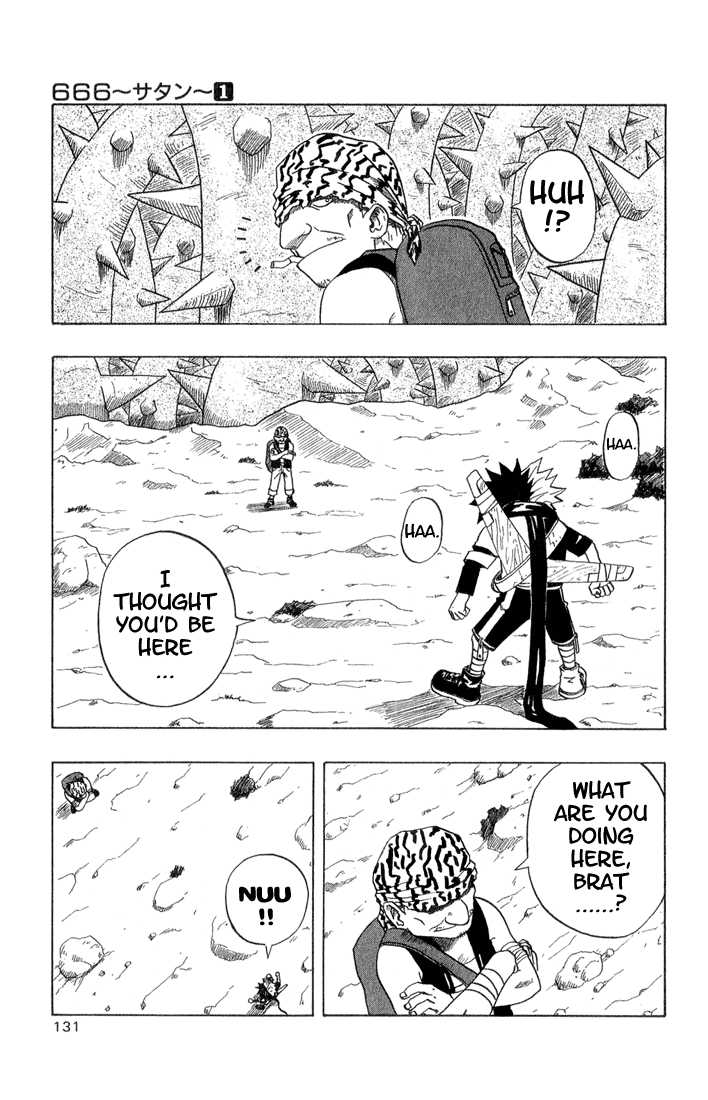 666～サタン～1
HUH
!?
HAA.
HAA.
I
THOUGHT
YOU'D BE
HERE
...
WHAT
ARE YOU
DOING
HERE,
BRAT
......?
NUU
!!
131